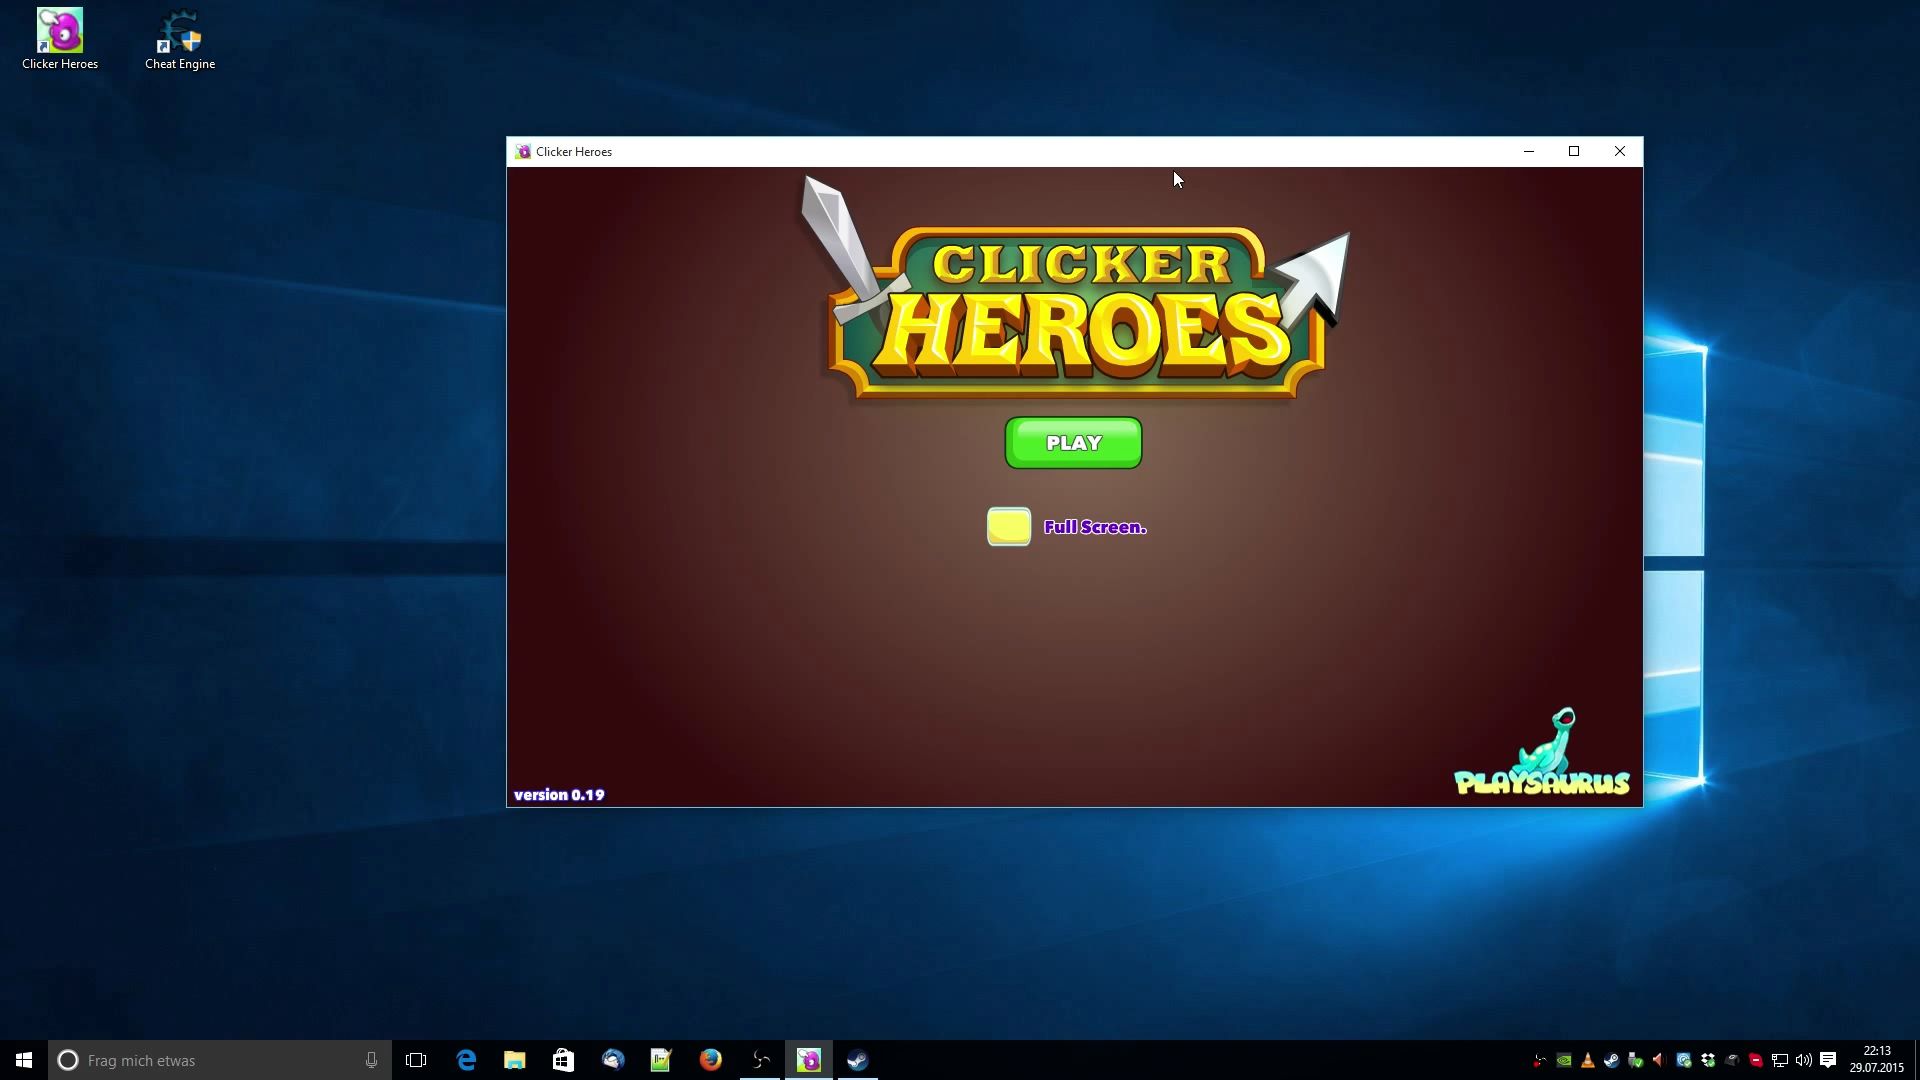 Clicker Heroes
Cheat Engine
Clicker Heroes
CLICKER
HEROES
PLAY
Full Screen.
PLAYSAURUS
version 0.19
Frag mich etwas
22:13
29.07.2015